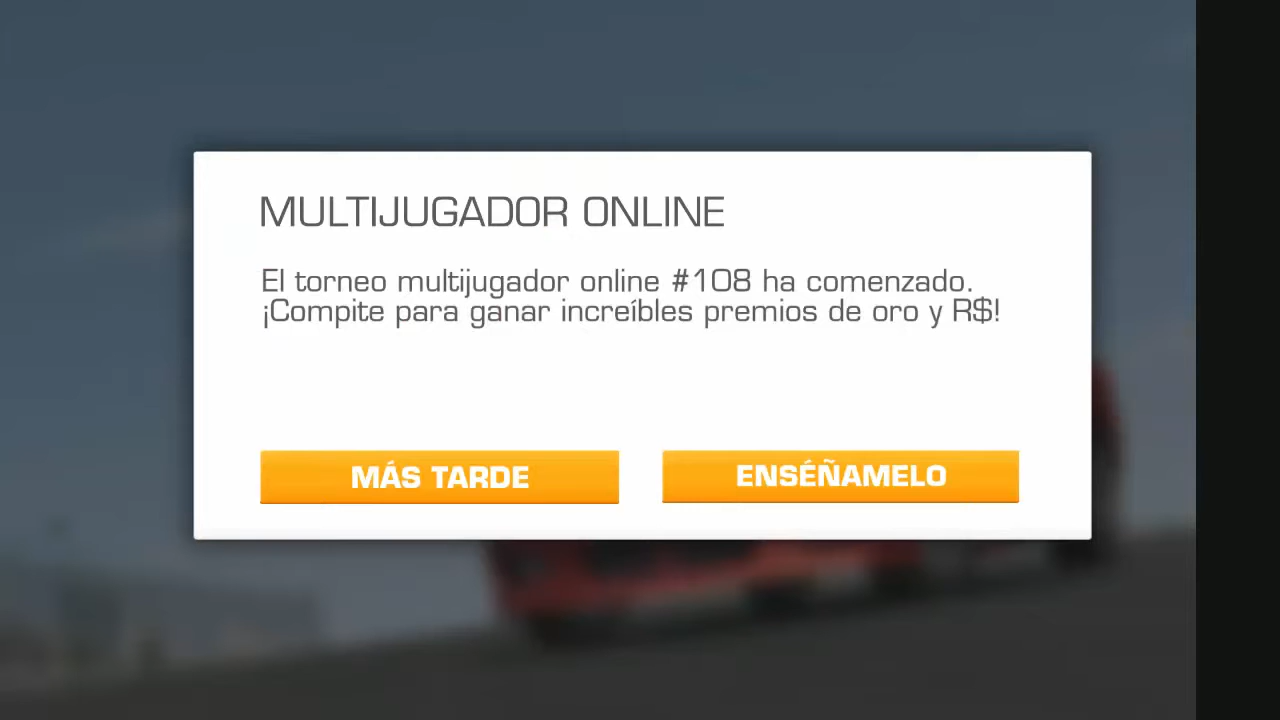 MULTIJUGADOR ONLINE
El torneo multijugador online #108 ha comenzado.
¡Compite para ganar increíbles premios de oro y R$!
MÁS TARDE
ENSÉÑAMELO